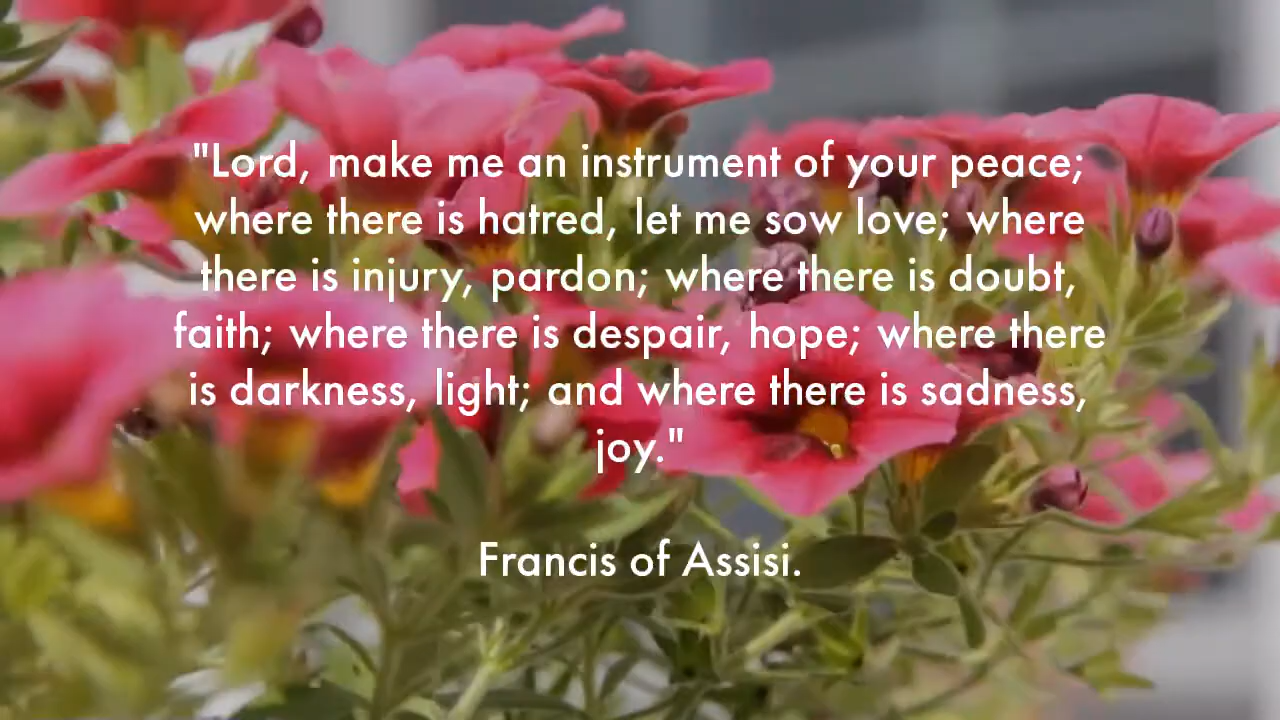 "Lord, make me an instrument of your peace;
where there is hatred, let me sow love; where
there is injury, pardon; where there is doubt,
faith; where there is despair, hope; where there
is darkness, light; and where there is sadness,
joy."
Francis of Assisi.